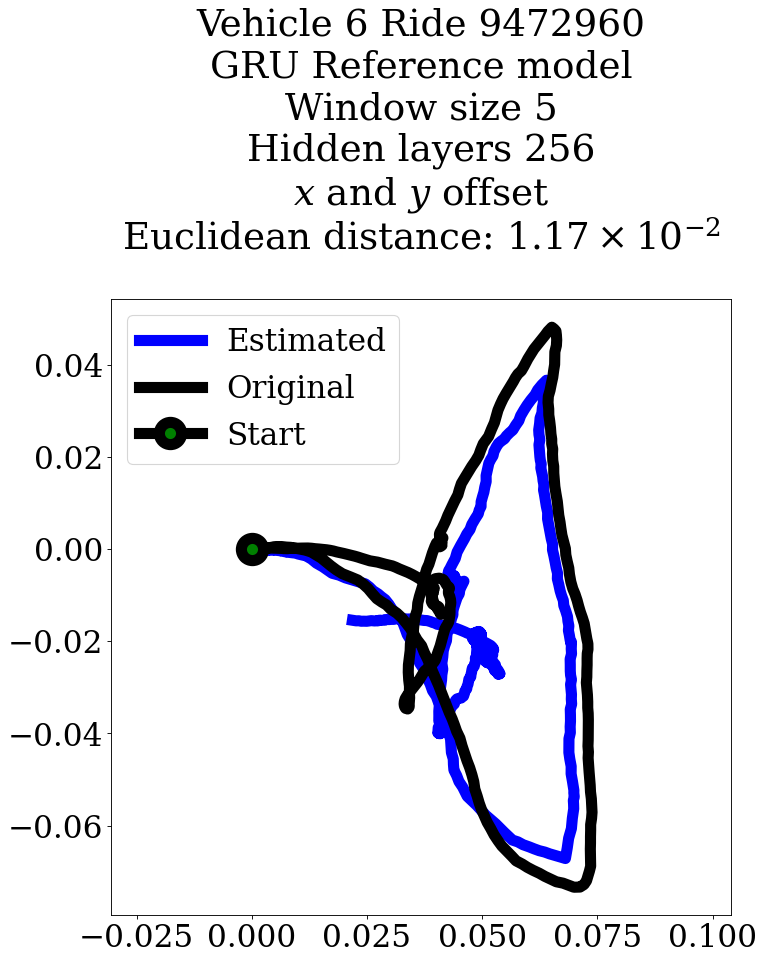 Vehicle 6 Ride 9472960
GRU Reference model
Window size 5
Hidden layers 256
x and y offset
Euclidean distance: 1.17 × 10⁻²
Estimated
Original
Start
0.04
0.02
0.00
−0.02
−0.04
−0.06
−0.025 0.000 0.025 0.050 0.075 0.100